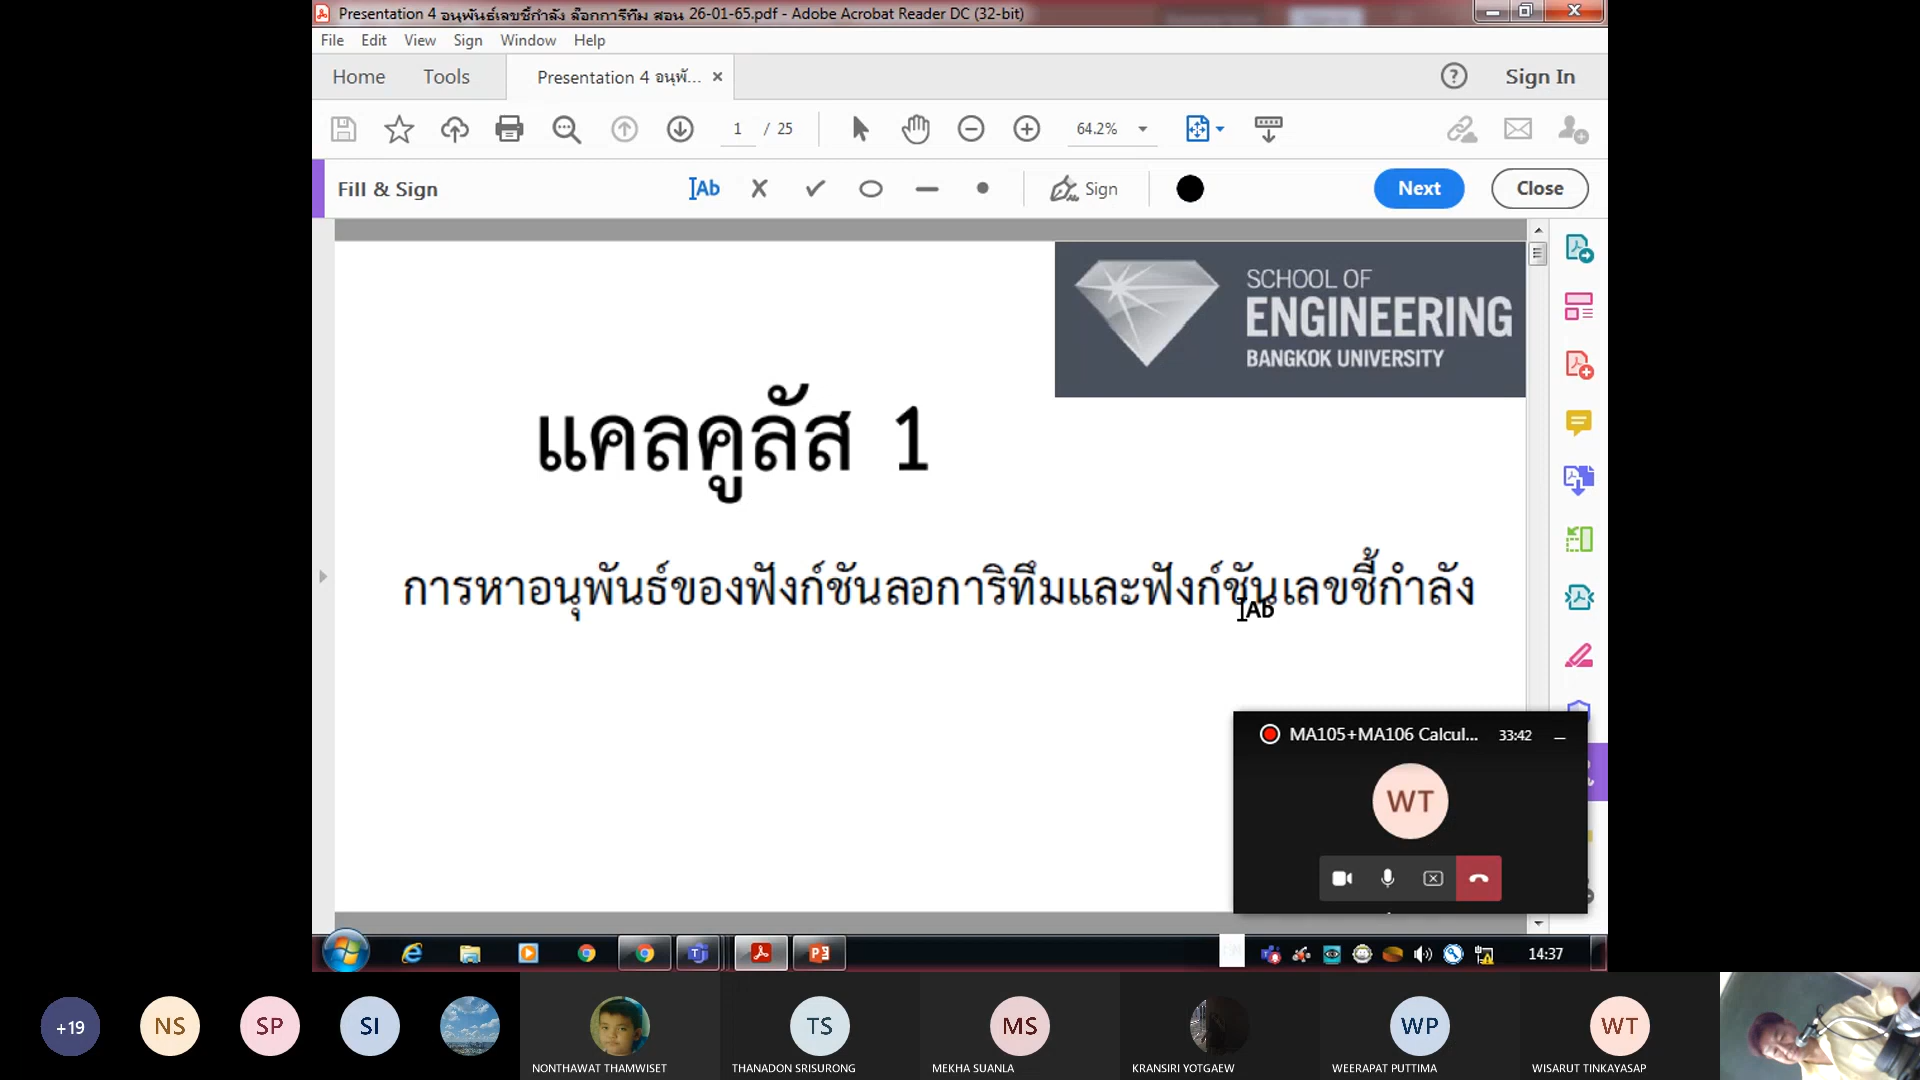 Presentation 4 อนุพันธ์เลขชี้กำลัง ล๊อกการีทึม สอน 26-01-65.pdf - Adobe Acrobat Reader DC (32-bit)
File Edit View Sign Window Help
Home Tools Presentation 4 อนุพั... × ? Sign In
1 / 25 64.2%
Fill & Sign Ab Sign Next Close
SCHOOL OF
ENGINEERING
BANGKOK UNIVERSITY
แคลคูลัส 1
การหาอนุพันธ์ของฟังก์ชันลอการิทึมและฟังก์ชันเลขชี้กำลัง
Ab
MA105+MA106 Calcul... 33:42
WT
14:37
+19 NS SP SI TS MS WP WT
NONTHAWAT THAMWISET THANADON SRISURONG MEKHA SUANLA KRANSIRI YOTGAEW WEERAPAT PUTTIMA WISARUT TINKAYASAP